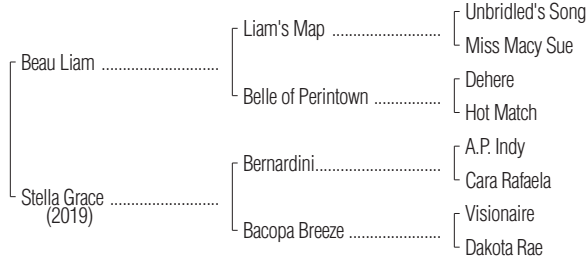 Unbridled's Song
Liam's Map ....................
Miss Macy Sue
Beau Liam ......................
Dehere
Belle of Perintown ............
Hot Match
A.P. Indy
Bernardini.......................
Cara Rafaela
Stella Grace ....................
(2019)
Visionaire
Bacopa Breeze .................
Dakota Rae